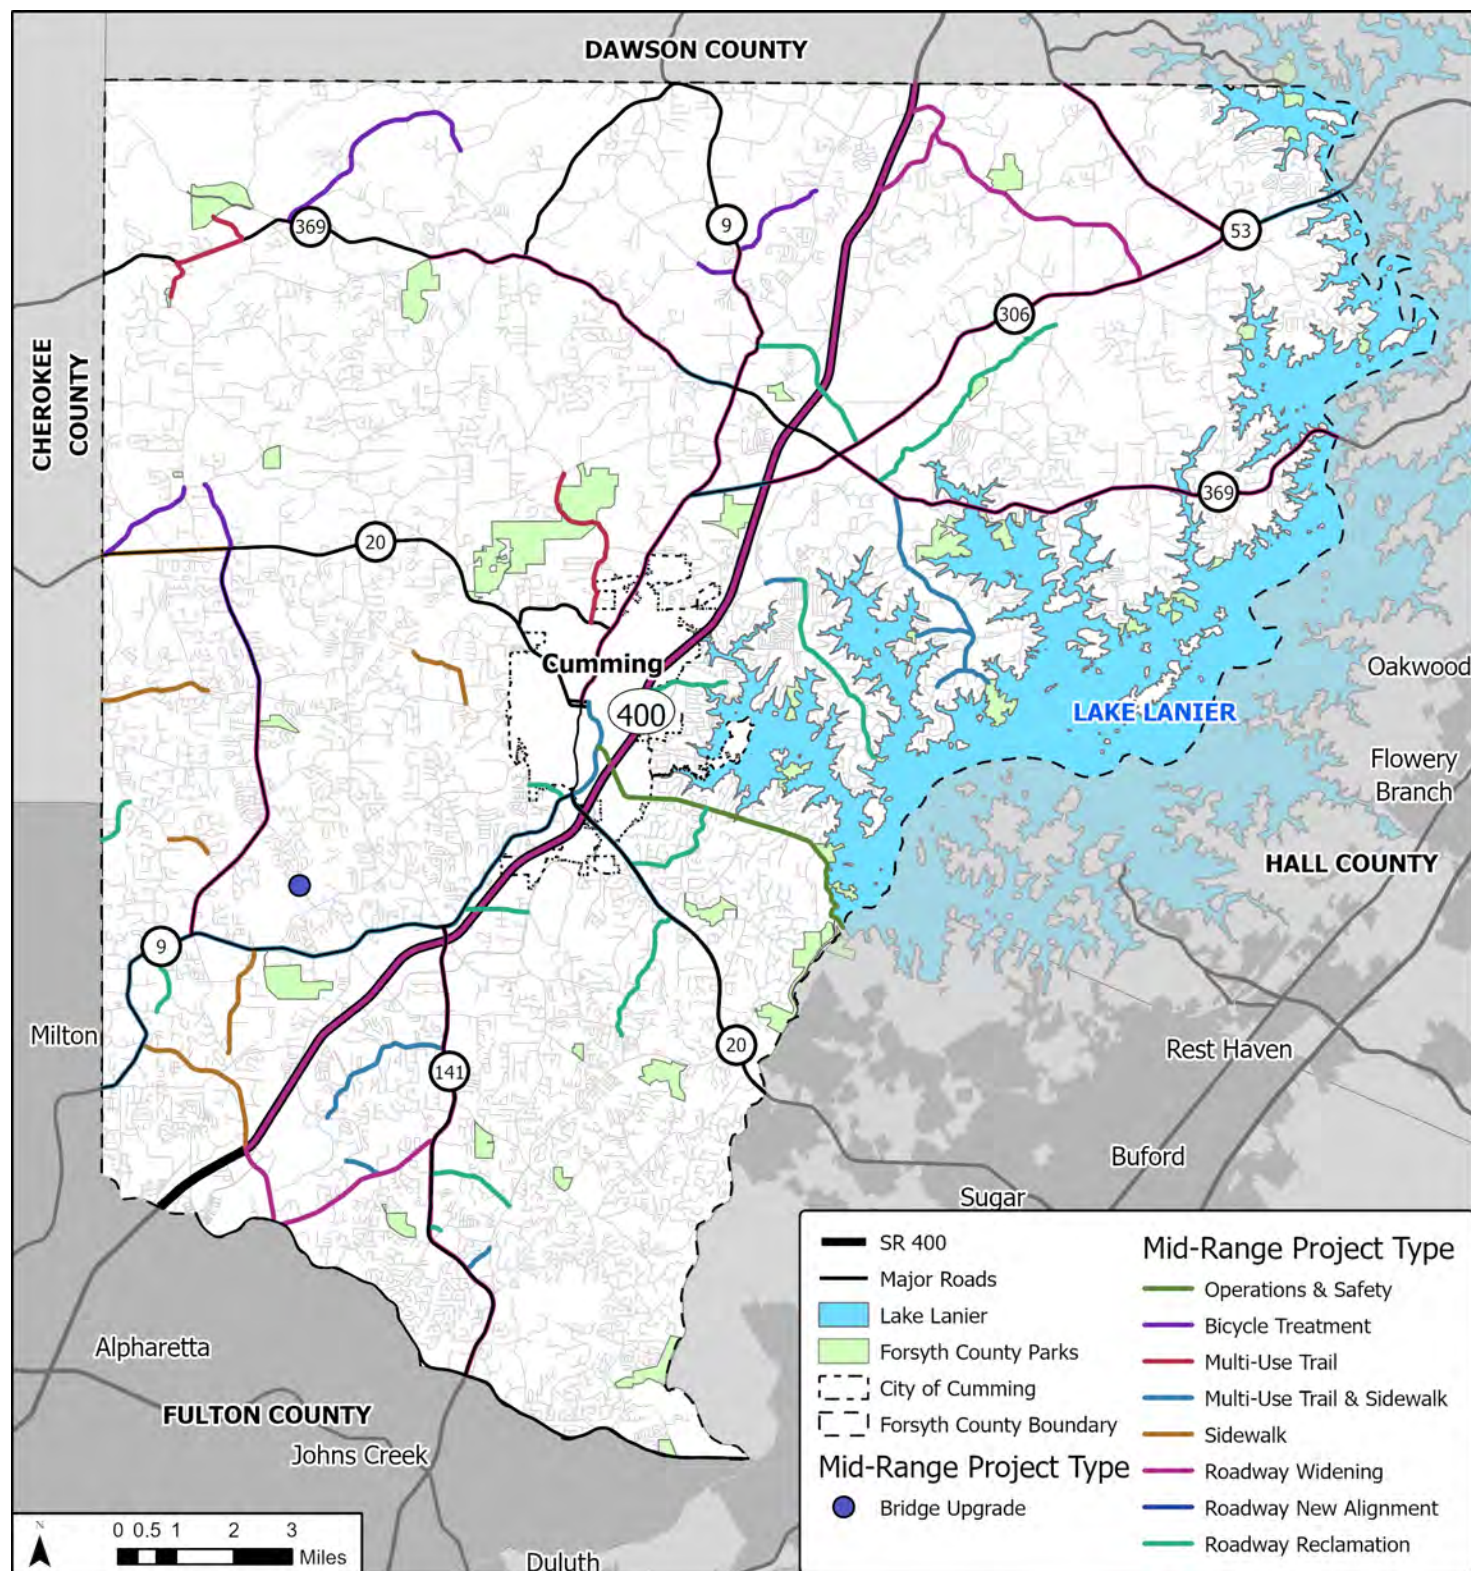 DAWSON COUNTY
369
9
53
306
CHEROKEE
COUNTY
369
20
Cumming
400
Oakwood
LAKE LANIER
Flowery
Branch
HALL COUNTY
9
Milton
20
Rest Haven
141
Buford
Sugar
Alpharetta
FULTON COUNTY
Johns Creek
Duluth
SR 400
Major Roads
Lake Lanier
Forsyth County Parks
City of Cumming
Forsyth County Boundary
Mid-Range Project Type
Bridge Upgrade
Mid-Range Project Type
Operations & Safety
Bicycle Treatment
Multi-Use Trail
Multi-Use Trail & Sidewalk
Sidewalk
Roadway Widening
Roadway New Alignment
Roadway Reclamation
N
0 0.5 1 2 3
Miles